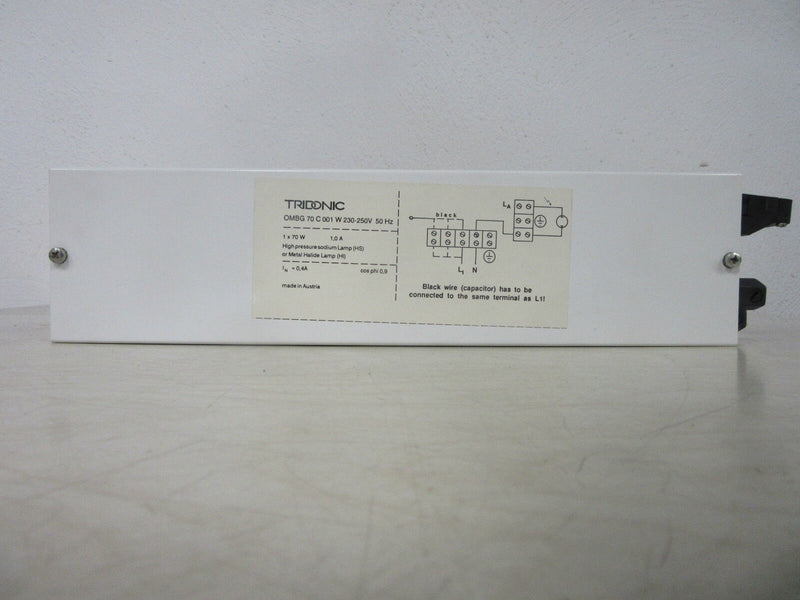 TRIDONIC
OMBG 70 C 001 W 230-250V 50 Hz
1 x 70 W 1,0 A
High pressure sodium Lamp (HS)
or Metal Halide Lamp (HI)
IN = 0,4A cos phi 0,9
made in Austria
black
LA
L1 N
Black wire (capacitor) has to be
connected to the same terminal as L1!